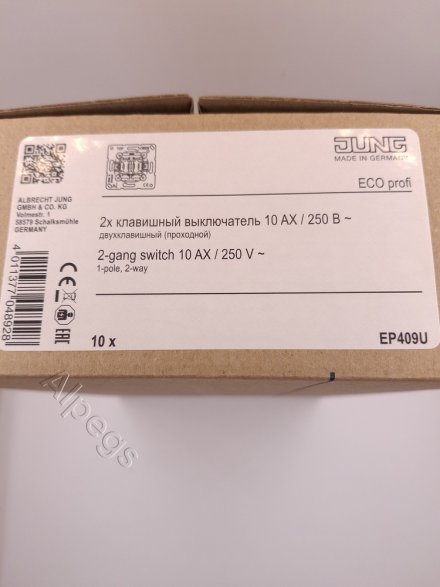 JUNG
MADE IN GERMANY
ECO profi
ALBRECHT JUNG
GMBH & CO. KG
Volmestr. 1
58579 Schalksmühle
GERMANY
2x клавишный выключатель 10 AX / 250 В ~
двухклавишный (проходной)
2-gang switch 10 AX / 250 V ~
1-pole, 2-way
4 011377 048928
CE
EAC
10 x
EP409U
Alpegs